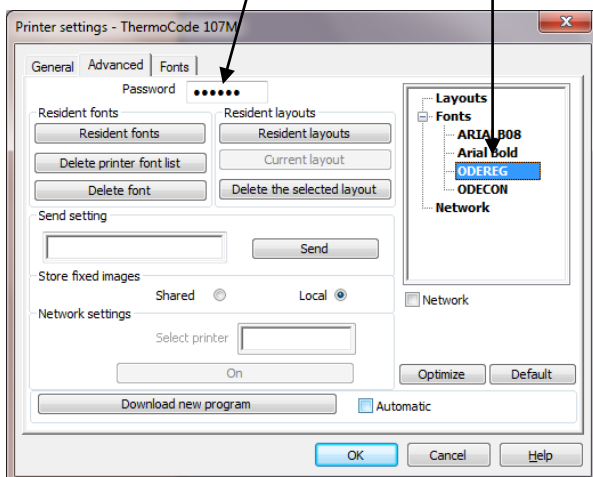 Printer settings - ThermoCode 107M
General Advanced Fonts
Password ●●●●●●
Resident fonts
Resident fonts
Delete printer font list
Delete font
Resident layouts
Resident layouts
Current layout
Delete the selected layout
Send setting
Send
Store fixed images
Shared Local
Network settings
Select printer
On
Download new program
Automatic
Layouts
Fonts
ARIALB08
Arial Bold
ODEREG
ODECON
Network
Network
Optimize Default
OK Cancel Help